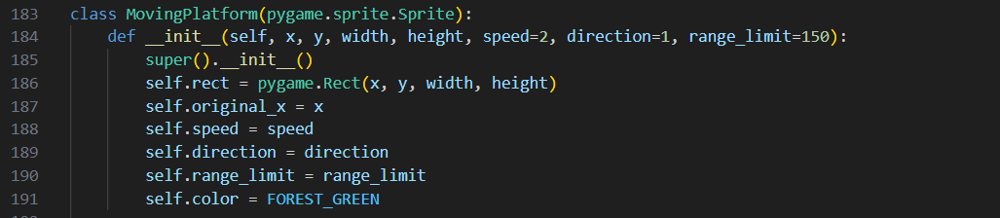 183 class MovingPlatform(pygame.sprite.Sprite):
184     def __init__(self, x, y, width, height, speed=2, direction=1, range_limit=150):
185         super().__init__()
186         self.rect = pygame.Rect(x, y, width, height)
187         self.original_x = x
188         self.speed = speed
189         self.direction = direction
190         self.range_limit = range_limit
191         self.color = FOREST_GREEN